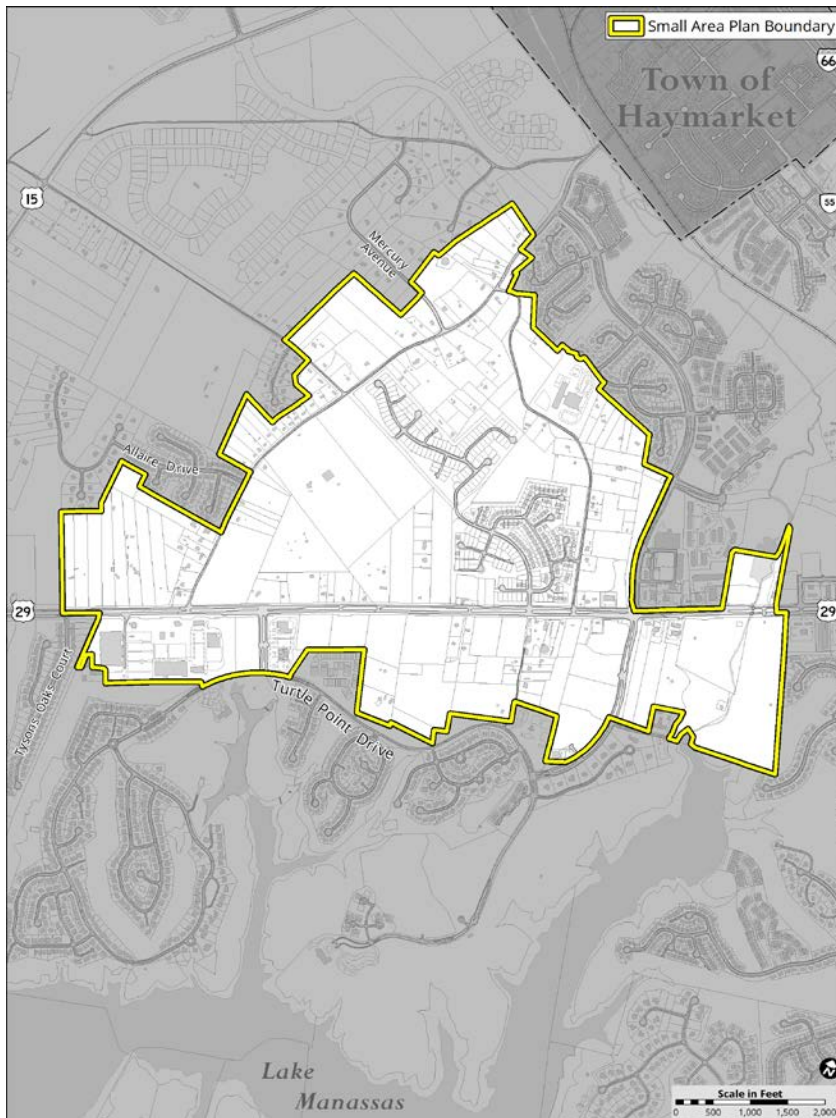 Small Area Plan Boundary
66
Town of
Haymarket
15
55
Mercury
Avenue
Allaire Drive
29
29
Tysons Oaks Court
Turtle Point Drive
Lake
Manassas
N
Scale in Feet
0 500 1,000 1,500 2,000